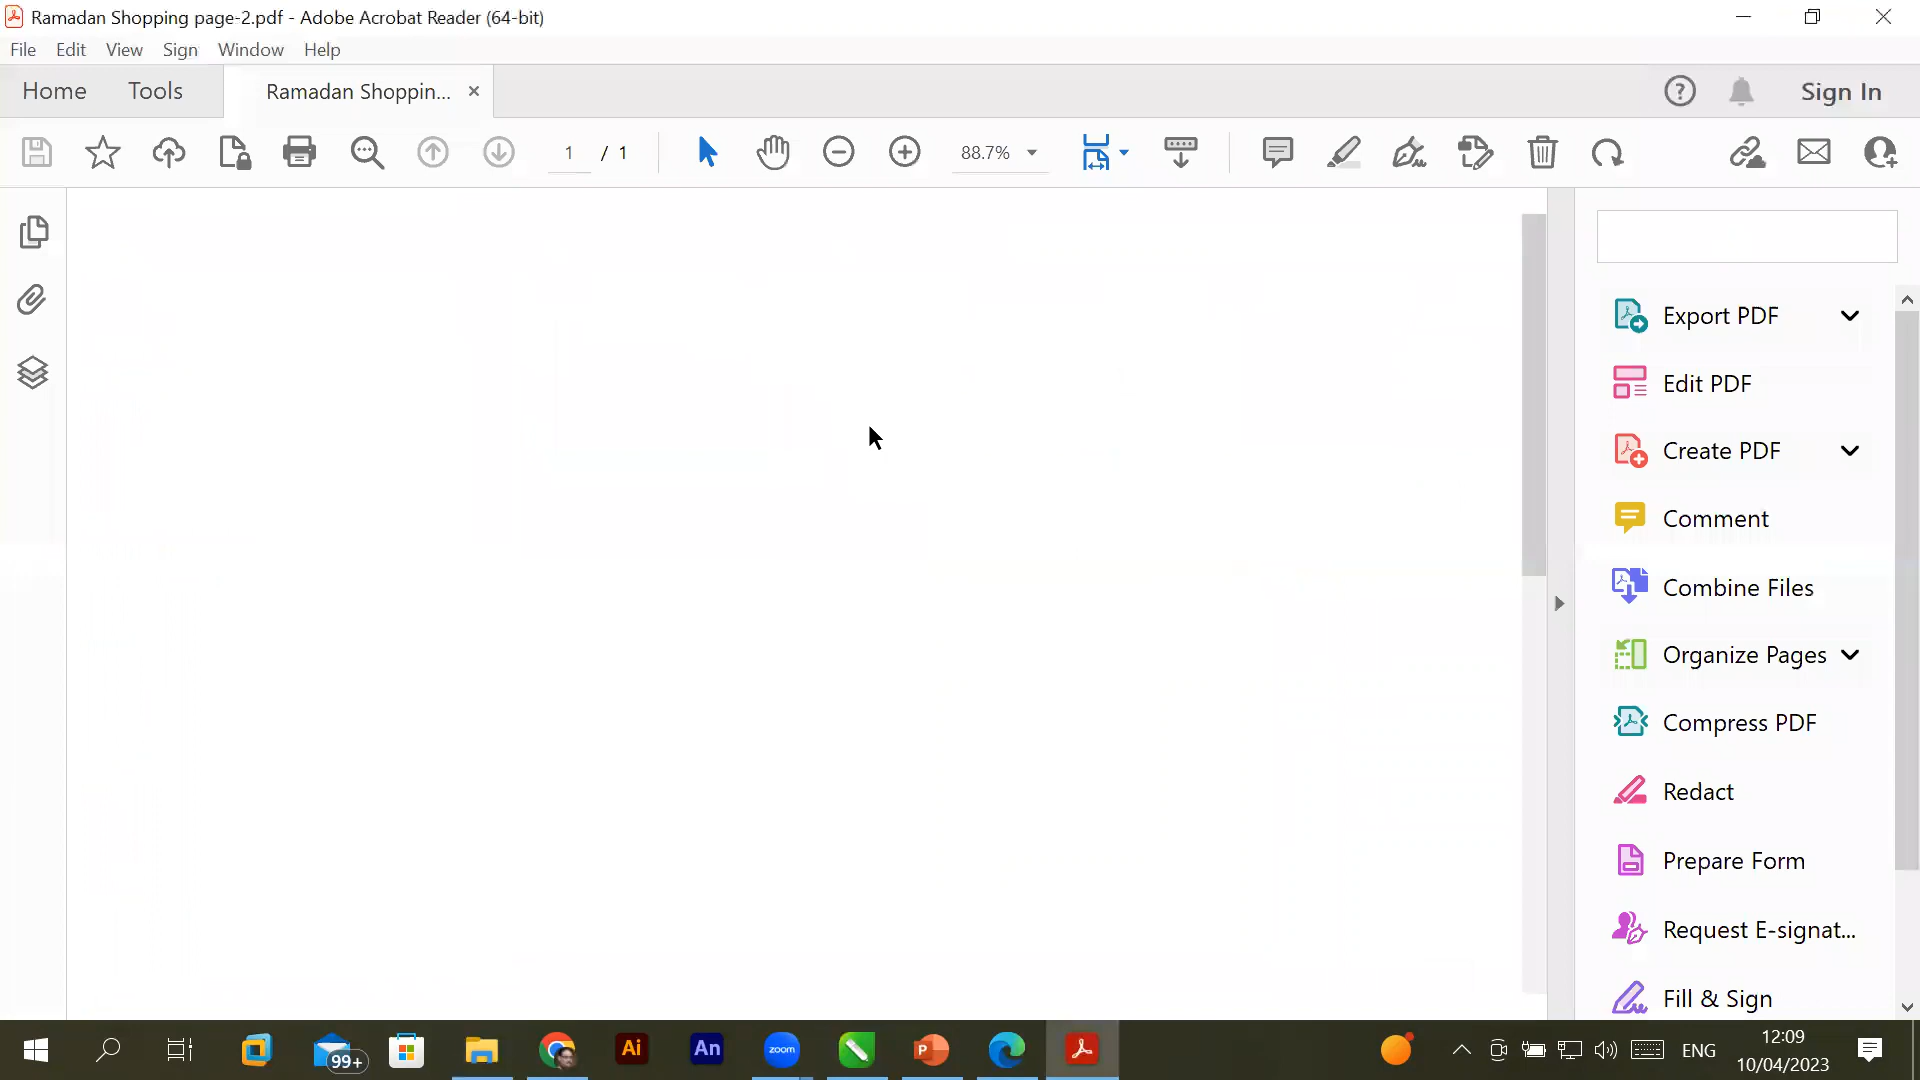 Ramadan Shopping page-2.pdf - Adobe Acrobat Reader (64-bit)
File Edit View Sign Window Help
Home Tools Ramadan Shoppin... Sign In
1 / 1 88.7%
Export PDF
Edit PDF
Create PDF
Comment
Combine Files
Organize Pages
Compress PDF
Redact
Prepare Form
Request E-signat...
Fill & Sign
99+ Ai An zoom P ENG 12:09
10/04/2023